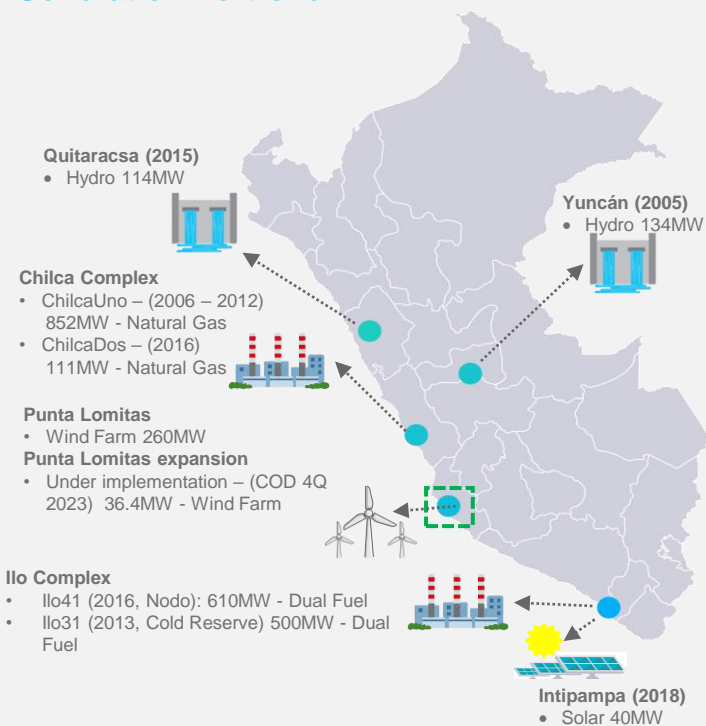 Quitaracsa (2015)
• Hydro 114MW
Yuncán (2005)
• Hydro 134MW
Chilca Complex
• ChilcaUno – (2006 – 2012)
852MW - Natural Gas
• ChilcaDos – (2016)
111MW - Natural Gas
Punta Lomitas
• Wind Farm 260MW
Punta Lomitas expansion
• Under implementation – (COD 4Q
2023) 36.4MW - Wind Farm
Ilo Complex
• Ilo41 (2016, Nodo): 610MW - Dual Fuel
• Ilo31 (2013, Cold Reserve) 500MW - Dual
Fuel
Intipampa (2018)
• Solar 40MW